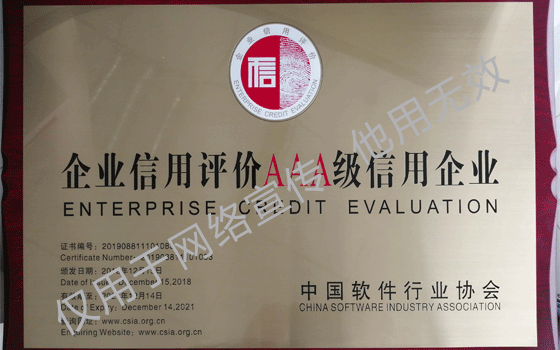 企业信用评价
信
ENTERPRISE CREDIT EVALUATION
企业信用评价AAA级信用企业
ENTERPRISE CREDIT EVALUATION
证书编号:
Certificate Number:
颁发日期:
Date of Issue: December 15, 2018
Date of Expiry: December 14, 2021
查询网址: www.csia.org.cn
Enquiring Website: www.csia.org.cn
中国软件行业协会
CHINA SOFTWARE INDUSTRY ASSOCIATION
仅用于网络宣传 他用无效